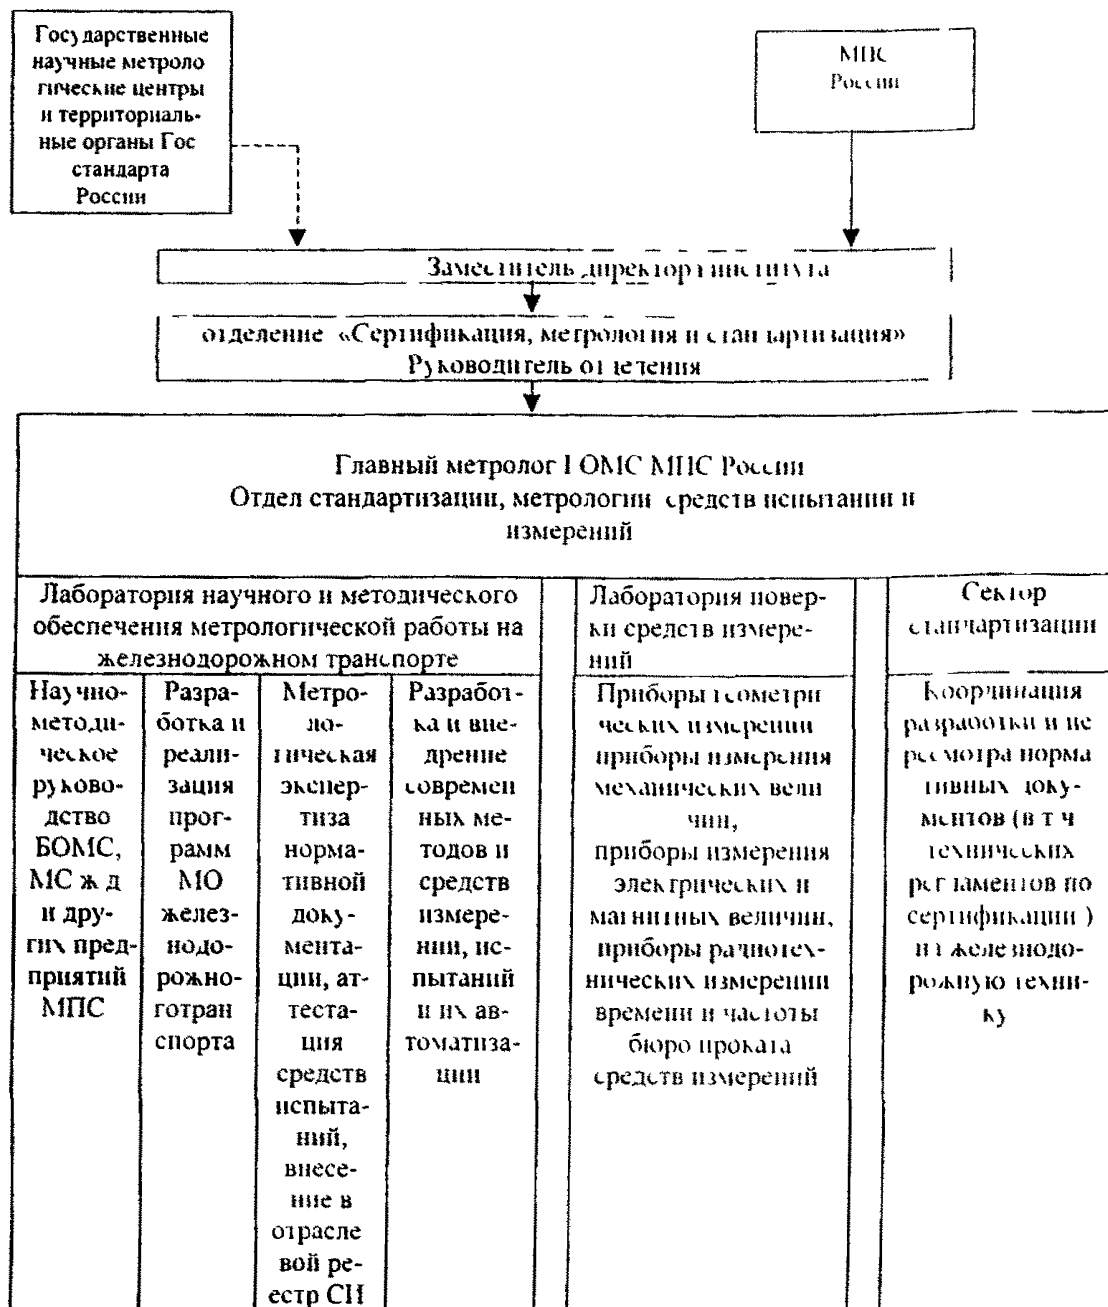 Государственные
научные метроло
гические центры
и территориаль-
ные органы Гос
стандарта
России
МПС
России
Заместитель директора института
отделение «Сертификация, метрология и стандартизация»
Руководитель отделения
Главный метролог ГОМС МПС России
Отдел стандартизации, метрологии средств испытании и
измерений
Лаборатория научного и методического
обеспечения метрологической работы на
железнодорожном транспорте
Лаборатория повер-
ки средств измере-
ний
Сектор
стандартизации
Научно-
методи-
ческое
руково-
дство
БОМС,
МС ж д
и дру-
гих пред-
приятий
МПС
Разра-
ботка и
реали-
зация
прог-
рамм
МО
желез-
нодо-
рожно-
готран
спорта
Метро-
ло-
гическая
экспер-
тиза
норма-
тивной
доку-
мента-
ции, ат-
теста-
ция
средств
испыта-
ний,
внесе-
ние в
отрасле
вой ре-
естр СИ
Разработ-
ка и вне-
дрение
современ
ных ме-
тодов и
средств
измере-
нии, ис-
пытаний
и их ав-
томатиза-
ции
Приборы геометри
ческих измерении
приборы измерения
механических вели
чин,
приборы измерения
электрических и
магнитных величин,
приборы радиотех-
нических измерении
времени и частоты
бюро проката
средств измерений
Координация
разработки и пе
ресмотра норма
тивных доку-
ментов (в т ч
технических
регламентов по
сертификации )
на железнодо-
рожную техни-
ку